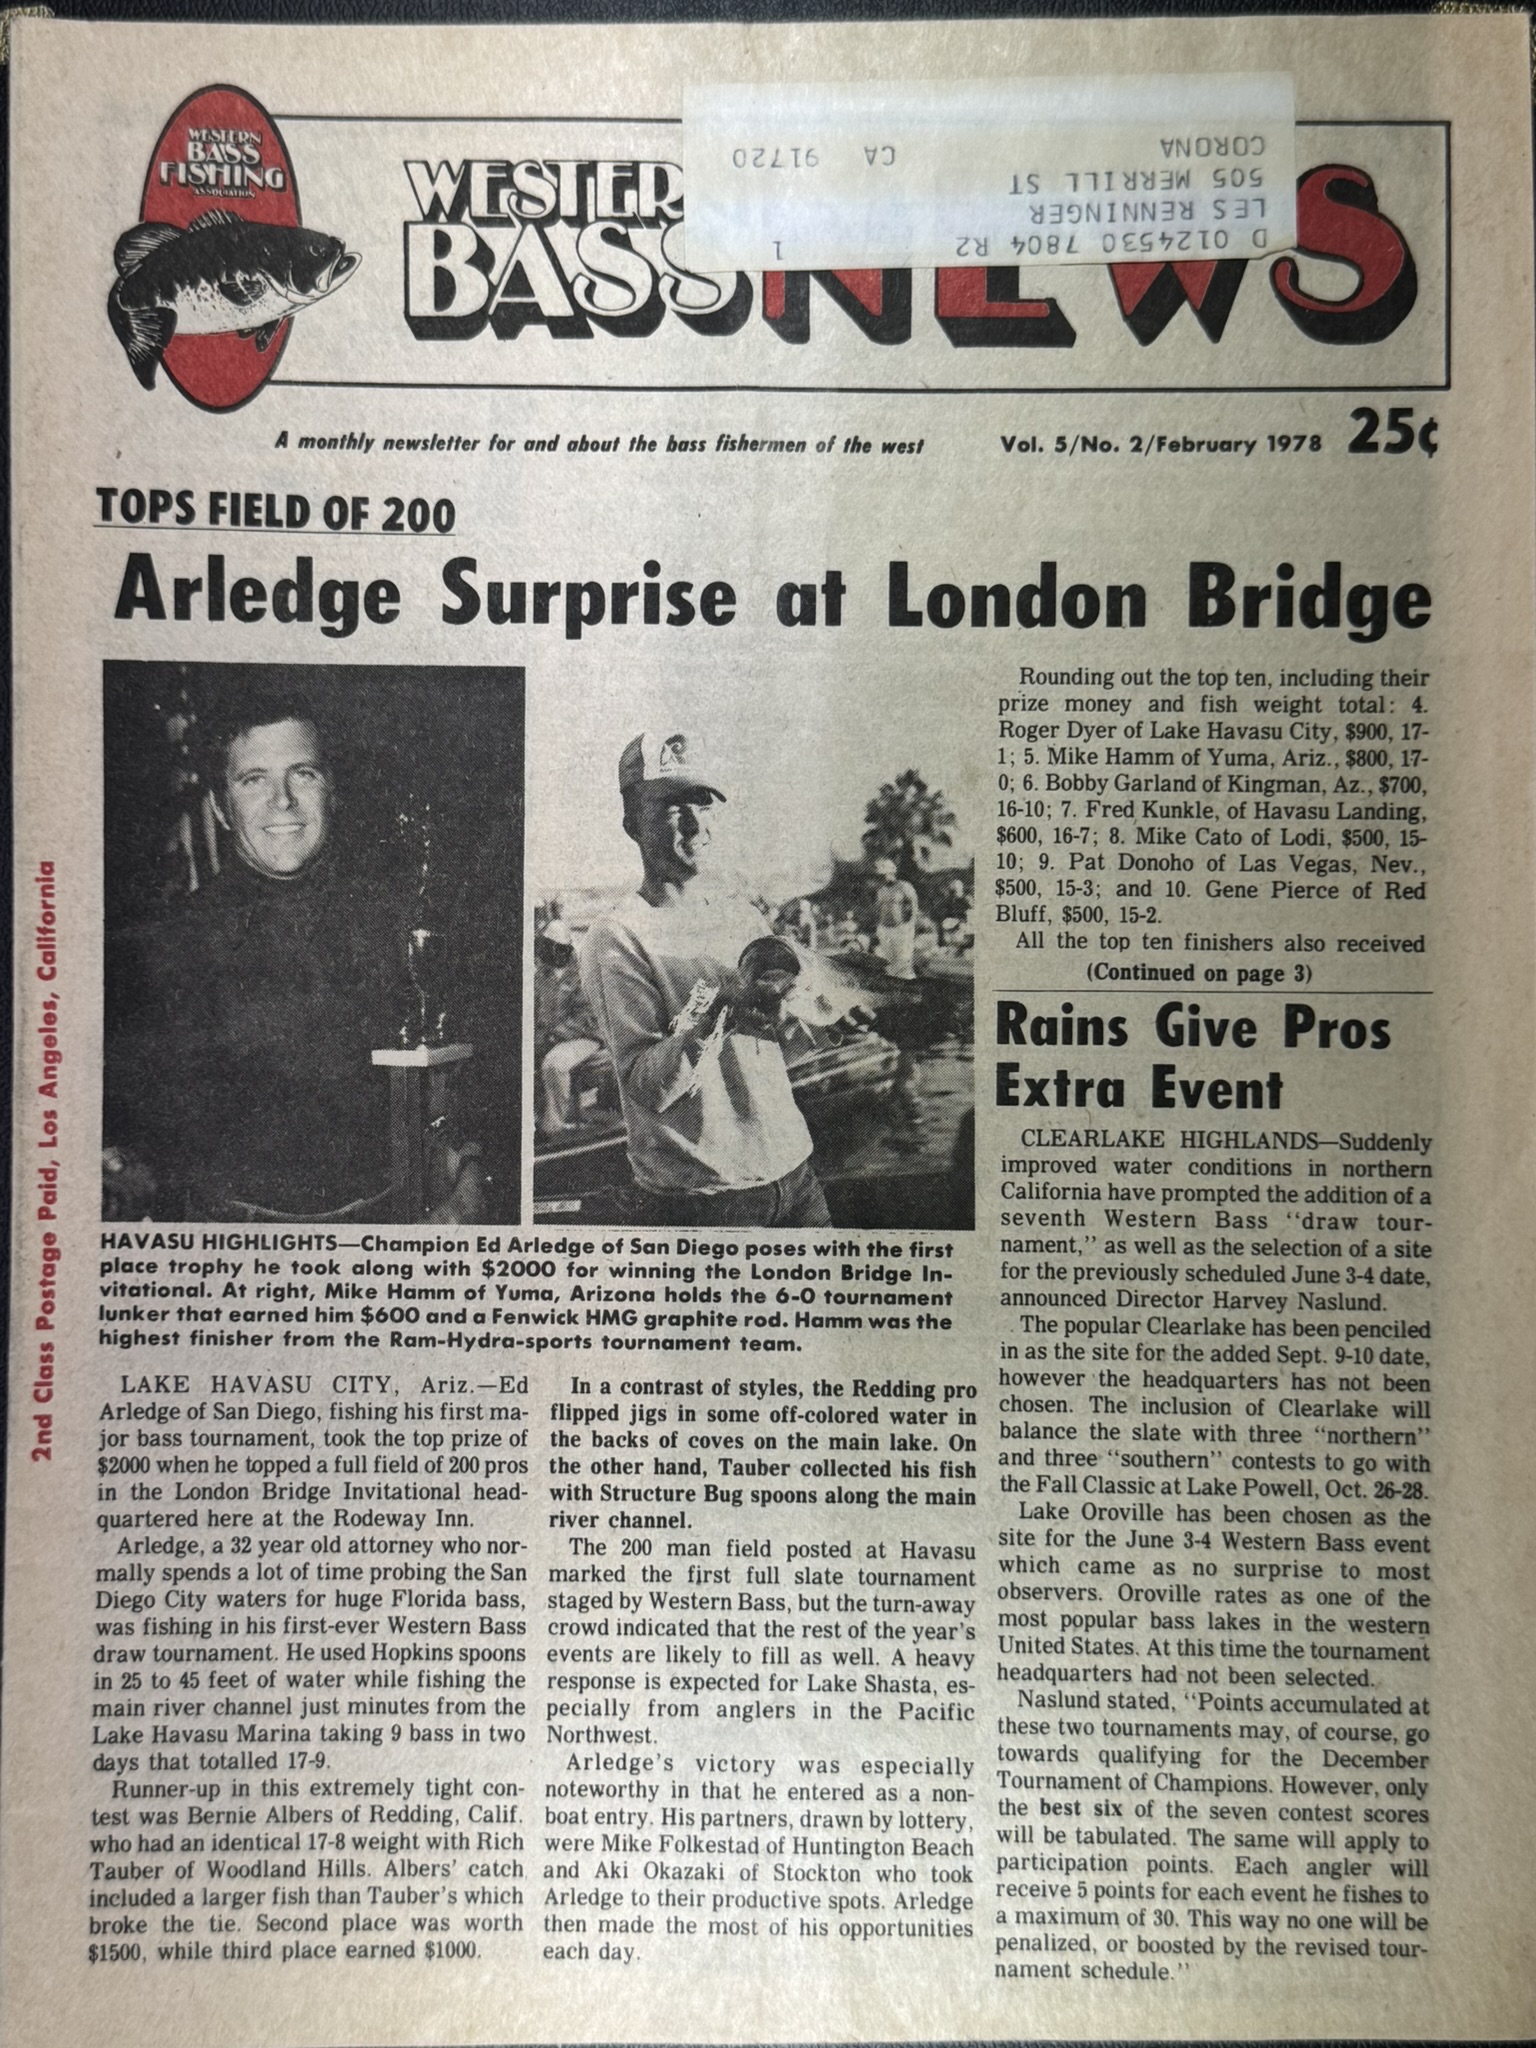 WESTERN
BASS
FISHING
ASSOCIATION
CORONA CA 91720
505 MERRILL ST
LES RENNINGER
D 0124530 7804 R2 1
WESTER
BASS NEWS
A monthly newsletter for and about the bass fishermen of the west
Vol. 5/No. 2/February 1978 25¢
2nd Class Postage Paid, Los Angeles, California
TOPS FIELD OF 200
Arledge Surprise at London Bridge
HAVASU HIGHLIGHTS—Champion Ed Arledge of San Diego poses with the first
place trophy he took along with $2000 for winning the London Bridge In-
vitational. At right, Mike Hamm of Yuma, Arizona holds the 6-0 tournament
lunker that earned him $600 and a Fenwick HMG graphite rod. Hamm was the
highest finisher from the Ram-Hydra-sports tournament team.
LAKE HAVASU CITY, Ariz.—Ed
Arledge of San Diego, fishing his first ma-
jor bass tournament, took the top prize of
$2000 when he topped a full field of 200 pros
in the London Bridge Invitational head-
quartered here at the Rodeway Inn.
Arledge, a 32 year old attorney who nor-
mally spends a lot of time probing the San
Diego City waters for huge Florida bass,
was fishing in his first-ever Western Bass
draw tournament. He used Hopkins spoons
in 25 to 45 feet of water while fishing the
main river channel just minutes from the
Lake Havasu Marina taking 9 bass in two
days that totalled 17-9.
Runner-up in this extremely tight con-
test was Bernie Albers of Redding, Calif.
who had an identical 17-8 weight with Rich
Tauber of Woodland Hills. Albers' catch
included a larger fish than Tauber's which
broke the tie. Second place was worth
$1500, while third place earned $1000.
In a contrast of styles, the Redding pro
flipped jigs in some off-colored water in
the backs of coves on the main lake. On
the other hand, Tauber collected his fish
with Structure Bug spoons along the main
river channel.
The 200 man field posted at Havasu
marked the first full slate tournament
staged by Western Bass, but the turn-away
crowd indicated that the rest of the year's
events are likely to fill as well. A heavy
response is expected for Lake Shasta, es-
pecially from anglers in the Pacific
Northwest.
Arledge's victory was especially
noteworthy in that he entered as a non-
boat entry. His partners, drawn by lottery,
were Mike Folkestad of Huntington Beach
and Aki Okazaki of Stockton who took
Arledge to their productive spots. Arledge
then made the most of his opportunities
each day.
Rounding out the top ten, including their
prize money and fish weight total: 4.
Roger Dyer of Lake Havasu City, $900, 17-
1; 5. Mike Hamm of Yuma, Ariz., $800, 17-
0; 6. Bobby Garland of Kingman, Az., $700,
16-10; 7. Fred Kunkle, of Havasu Landing,
$600, 16-7; 8. Mike Cato of Lodi, $500, 15-
10; 9. Pat Donoho of Las Vegas, Nev.,
$500, 15-3; and 10. Gene Pierce of Red
Bluff, $500, 15-2.
All the top ten finishers also received
(Continued on page 3)
Rains Give Pros
Extra Event
CLEARLAKE HIGHLANDS—Suddenly
improved water conditions in northern
California have prompted the addition of a
seventh Western Bass "draw tour-
nament," as well as the selection of a site
for the previously scheduled June 3-4 date,
announced Director Harvey Naslund.
The popular Clearlake has been penciled
in as the site for the added Sept. 9-10 date,
however the headquarters has not been
chosen. The inclusion of Clearlake will
balance the slate with three "northern"
and three "southern" contests to go with
the Fall Classic at Lake Powell, Oct. 26-28.
Lake Oroville has been chosen as the
site for the June 3-4 Western Bass event
which came as no surprise to most
observers. Oroville rates as one of the
most popular bass lakes in the western
United States. At this time the tournament
headquarters had not been selected.
Naslund stated, "Points accumulated at
these two tournaments may, of course, go
towards qualifying for the December
Tournament of Champions. However, only
the best six of the seven contest scores
will be tabulated. The same will apply to
participation points. Each angler will
receive 5 points for each event he fishes to
a maximum of 30. This way no one will be
penalized, or boosted by the revised tour-
nament schedule."